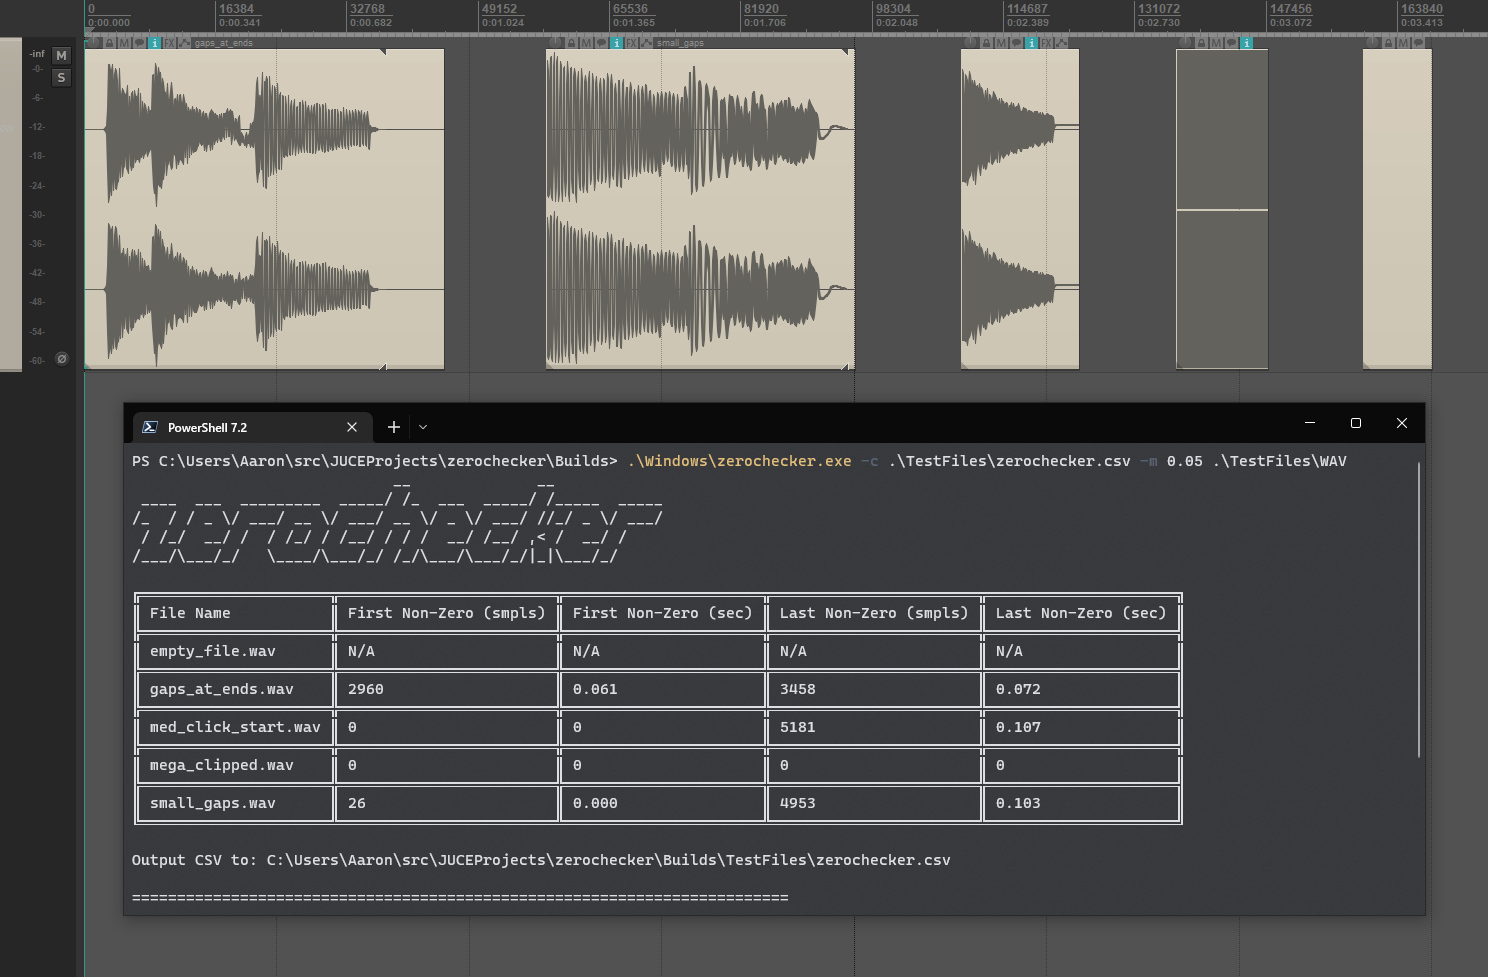 0 16384 32768 49152 65536 81920 98304 114687 131072 147456 163840
0:00.000 0:00.341 0:00.682 0:01.024 0:01.365 0:01.706 0:02.048 0:02.389 0:02.730 0:03.072 0:03.413
M i FX gaps_at_ends M i FX small_gaps M i FX M i M
-inf M
-0-
S
-6-
-12-
-18-
-24-
-30-
-36-
-42-
-48-
-54-
-60- Ø
PowerShell 7.2
PS C:\Users\Aaron\src\JUCEProjects\zerochecker\Builds> .\Windows\zerochecker.exe -c .\TestFiles\zerochecker.csv -m 0.05 .\TestFiles\WAV
zerochecker
File Name First Non-Zero (smpls) First Non-Zero (sec) Last Non-Zero (smpls) Last Non-Zero (sec)
empty_file.wav N/A N/A N/A N/A
gaps_at_ends.wav 2960 0.061 3458 0.072
med_click_start.wav 0 0 5181 0.107
mega_clipped.wav 0 0 0 0
small_gaps.wav 26 0.000 4953 0.103
Output CSV to: C:\Users\Aaron\src\JUCEProjects\zerochecker\Builds\TestFiles\zerochecker.csv
=========================================================================